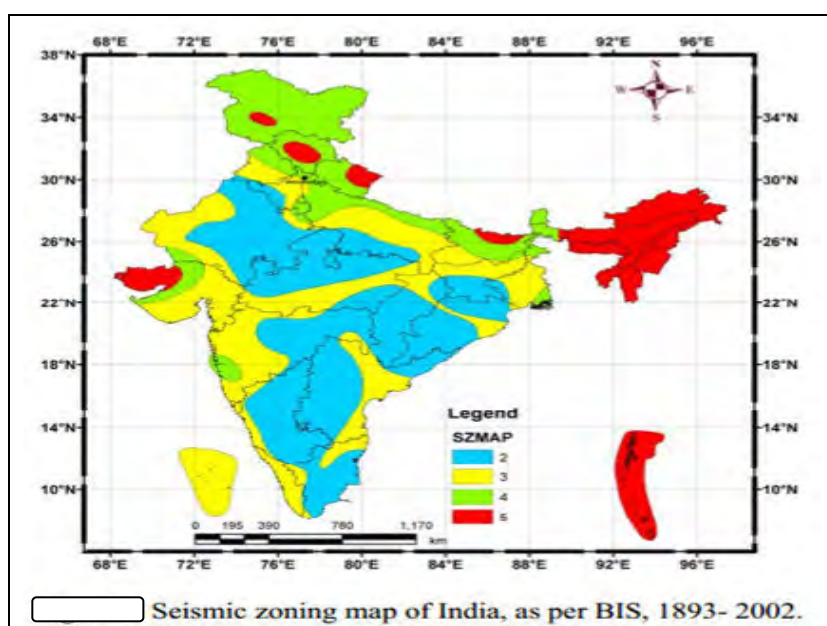 68°E 72°E 76°E 80°E 84°E 88°E 92°E 96°E
38°N
34°N
30°N
26°N
22°N
18°N
14°N
10°N
N
W E
S
34°N
30°N
26°N
22°N
18°N
14°N
10°N
Legend
SZMAP
2
3
4
5
0 195 390 780 1,170
km
68°E 72°E 76°E 80°E 84°E 88°E 92°E 96°E
Seismic zoning map of India, as per BIS, 1893- 2002.